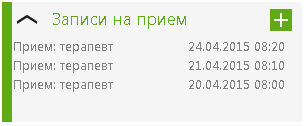 Записи на прием
Прием: терапевт 24.04.2015 08:20
Прием: терапевт 21.04.2015 08:10
Прием: терапевт 20.04.2015 08:00